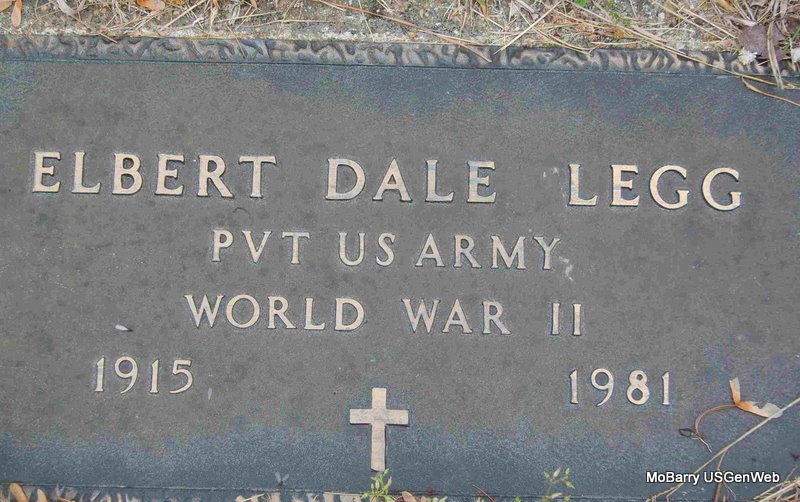 ELBERT DALE LEGG
PVT US ARMY
WORLD WAR II
1915 1981
MoBarry USGenWeb